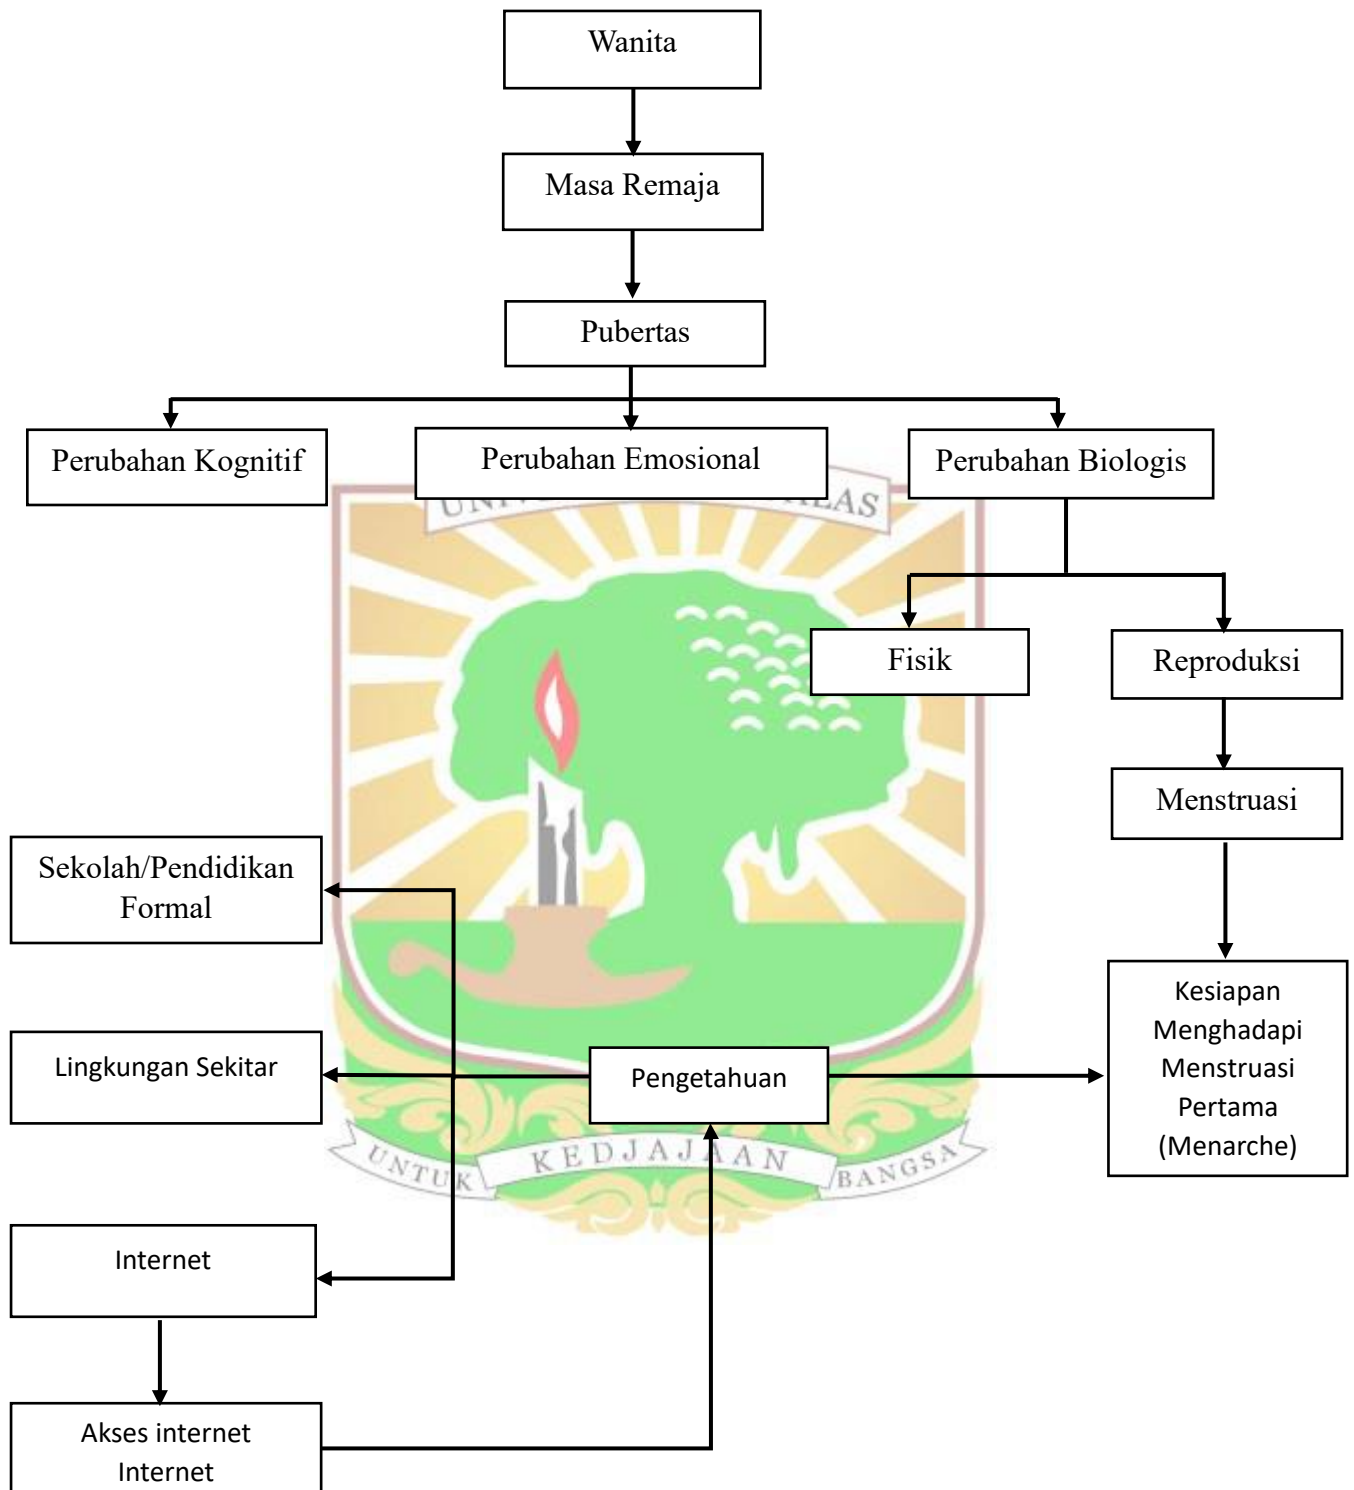 Wanita
Masa Remaja
Pubertas
Perubahan Kognitif
Perubahan Emosional
Perubahan Biologis
ALAS
Fisik
Reproduksi
Menstruasi
Sekolah/Pendidikan
Formal
Kesiapan
Menghadapi
Menstruasi
Pertama
(Menarche)
Lingkungan Sekitar
Pengetahuan
UNTUK KEDJAJAAN BANGSA
Internet
Akses internet
Internet